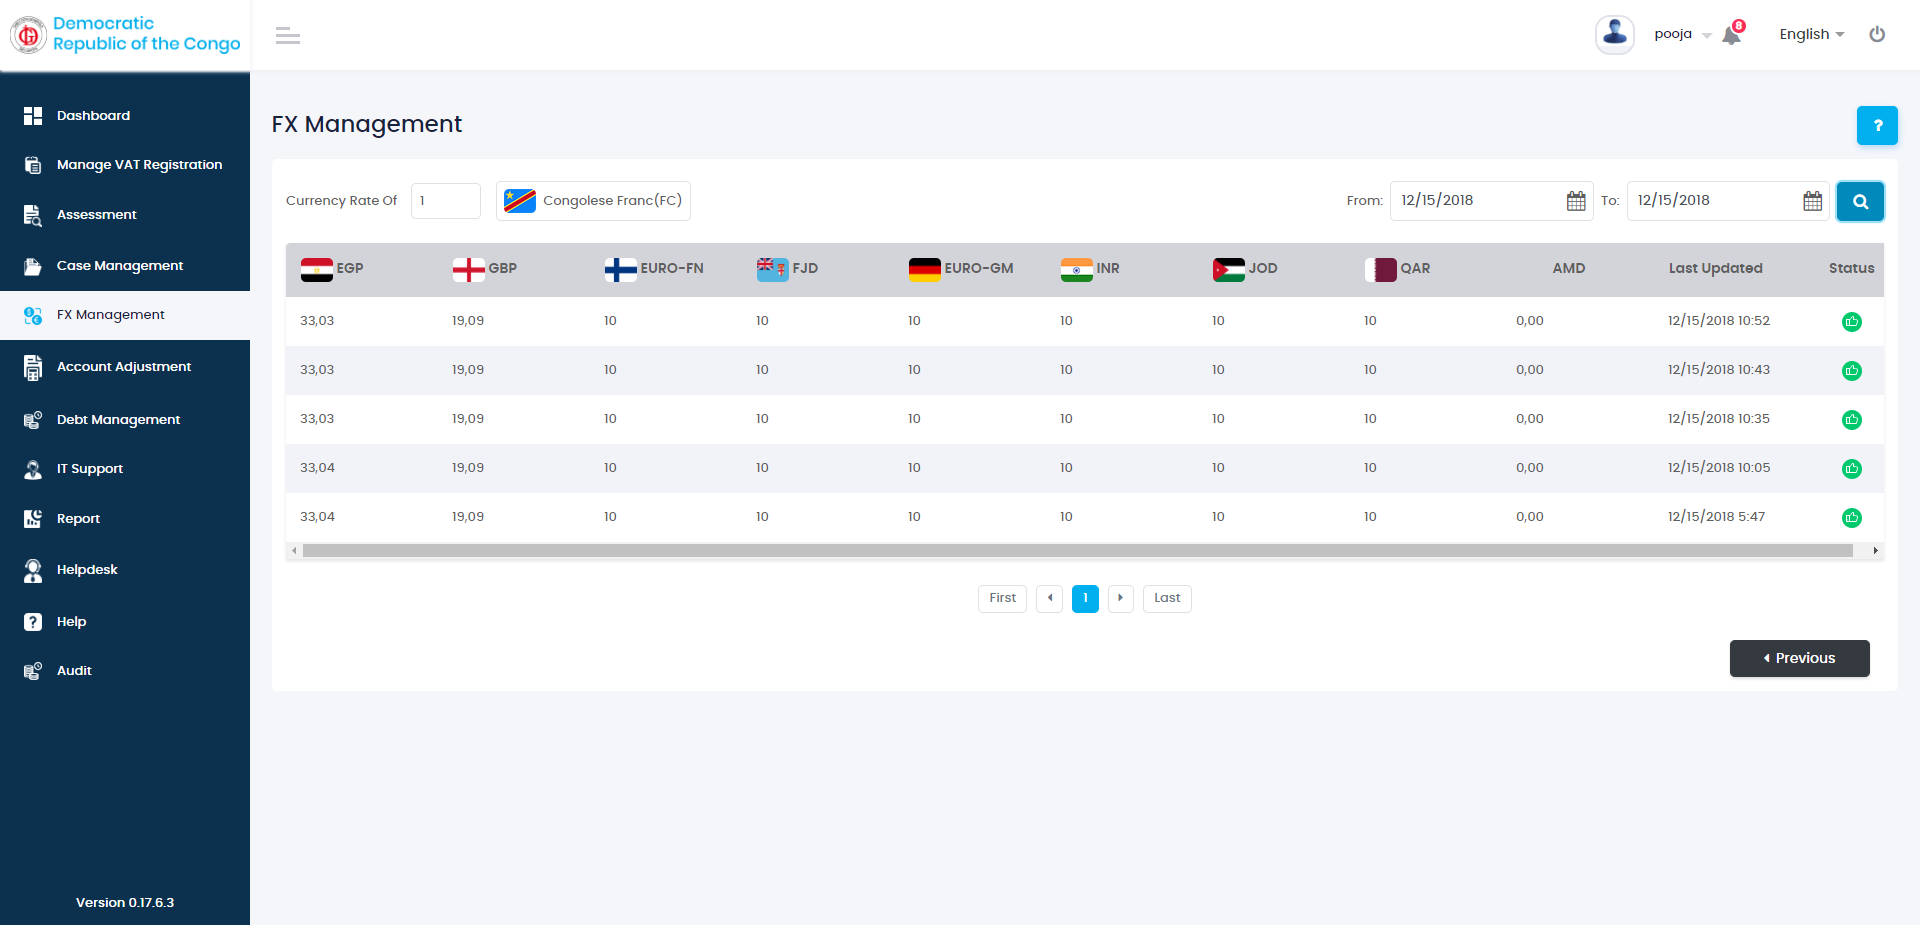 Democratic
Republic of the Congo
pooja
8
English
Dashboard
Manage VAT Registration
Assessment
Case Management
FX Management
Account Adjustment
Debt Management
IT Support
Report
Helpdesk
Help
Audit
Version 0.17.6.3
FX Management
?
Currency Rate Of 1 Congolese Franc(FC) From: 12/15/2018 To: 12/15/2018
EGP GBP EURO-FN FJD EURO-GM INR JOD QAR AMD Last Updated Status
33,03 19,09 10 10 10 10 10 10 0,00 12/15/2018 10:52
33,03 19,09 10 10 10 10 10 10 0,00 12/15/2018 10:43
33,03 19,09 10 10 10 10 10 10 0,00 12/15/2018 10:35
33,04 19,09 10 10 10 10 10 10 0,00 12/15/2018 10:05
33,04 19,09 10 10 10 10 10 10 0,00 12/15/2018 5:47
First 1 Last
Previous